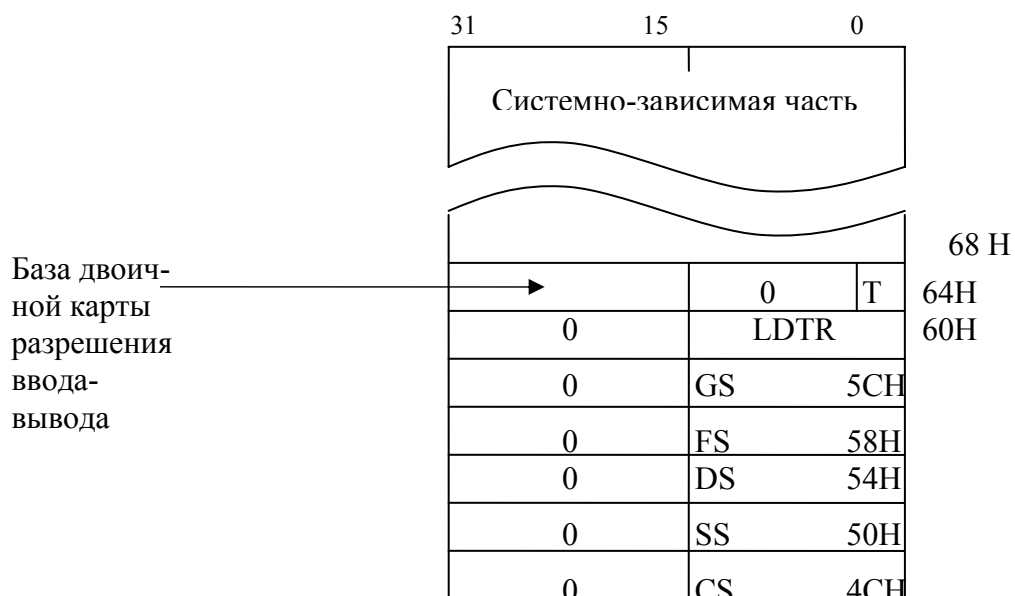 31 15 0
Системно-зависимая часть
68 H
База двоич-
ной карты
разрешения
ввода-
вывода
0 T 64H
0 LDTR 60H
0 GS 5CH
0 FS 58H
0 DS 54H
0 SS 50H
0 CS 4CH